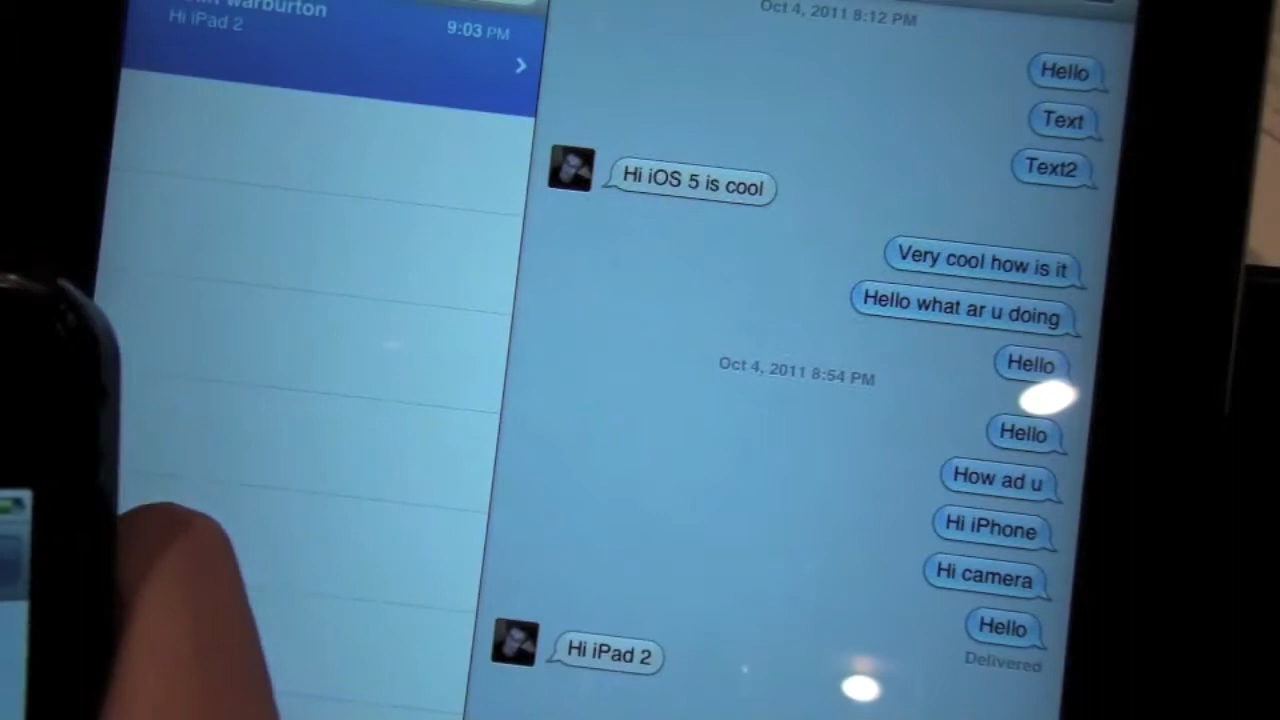 warburton
Hi iPad 2
9:03 PM
Oct 4, 2011 8:12 PM
Hello
Text
Text2
Hi iOS 5 is cool
Very cool how is it
Hello what ar u doing
Hello
Oct 4, 2011 8:54 PM
Hello
How ad u
Hi iPhone
Hi camera
Hello
Delivered
Hi iPad 2